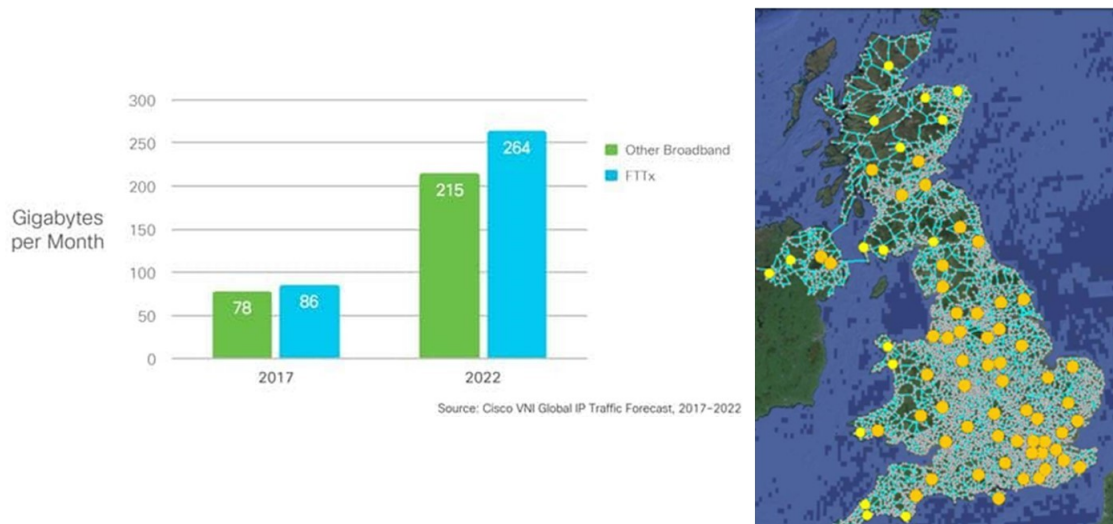 300
250
200
150
100
50
0
Gigabytes
per Month
78
86
215
264
2017
2022
Other Broadband
FTTx
Source: Cisco VNI Global IP Traffic Forecast, 2017–2022